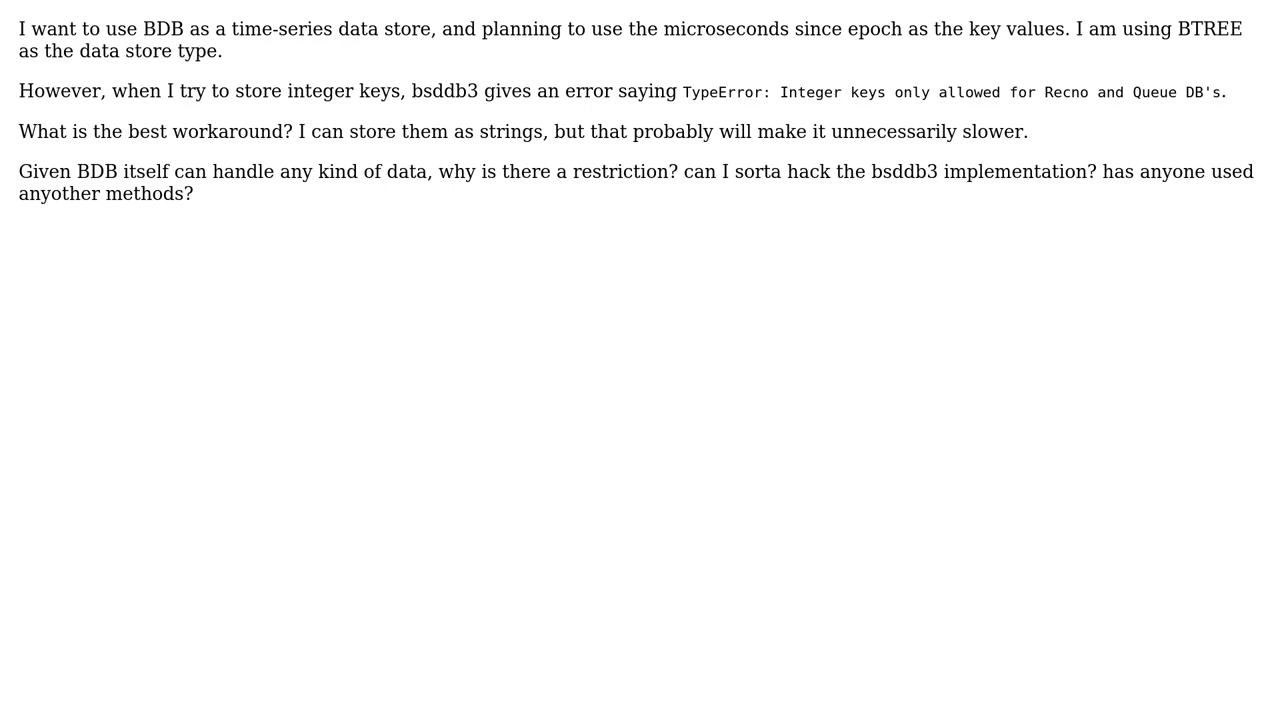 I want to use BDB as a time-series data store, and planning to use the microseconds since epoch as the key values. I am using BTREE
as the data store type.
However, when I try to store integer keys, bsddb3 gives an error saying TypeError: Integer keys only allowed for Recno and Queue DB's.
What is the best workaround? I can store them as strings, but that probably will make it unnecessarily slower.
Given BDB itself can handle any kind of data, why is there a restriction? can I sorta hack the bsddb3 implementation? has anyone used
anyother methods?